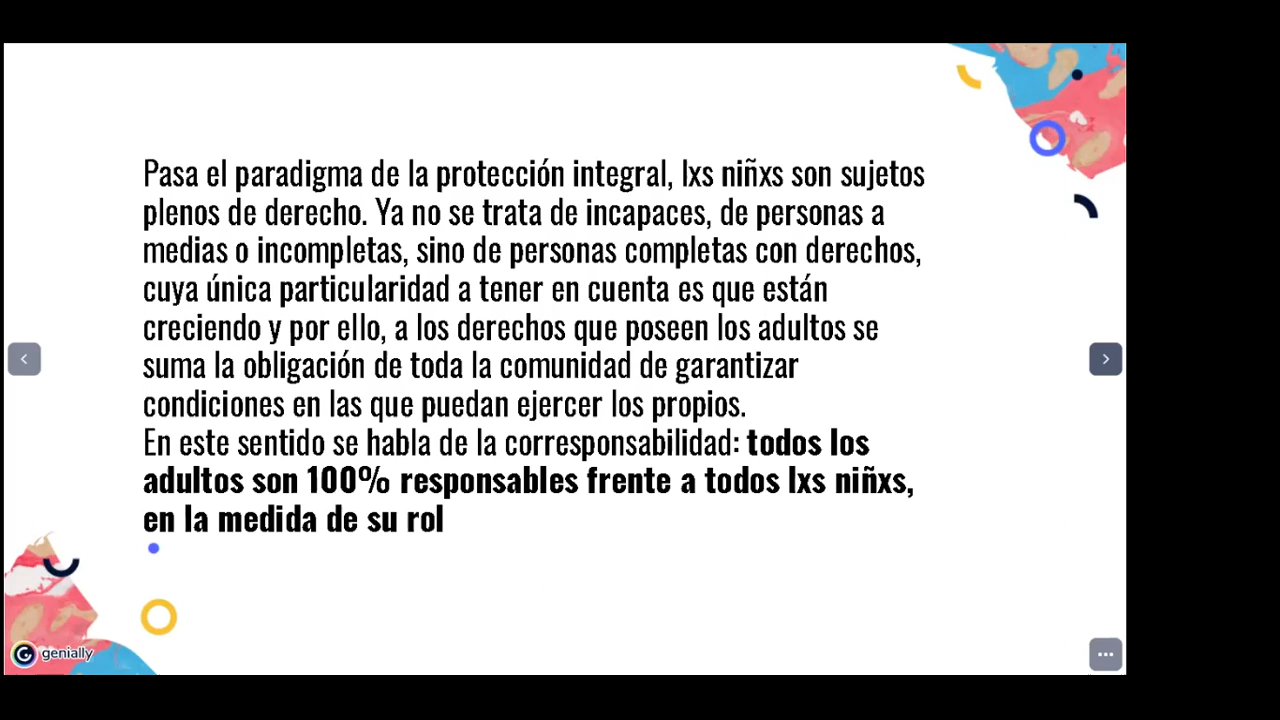 Pasa el paradigma de la protección integral, lxs niñxs son sujetos
plenos de derecho. Ya no se trata de incapaces, de personas a
medias o incompletas, sino de personas completas con derechos,
cuya única particularidad a tener en cuenta es que están
creciendo y por ello, a los derechos que poseen los adultos se
suma la obligación de toda la comunidad de garantizar
condiciones en las que puedan ejercer los propios.
En este sentido se habla de la corresponsabilidad: todos los
adultos son 100% responsables frente a todos lxs niñxs,
en la medida de su rol
genially